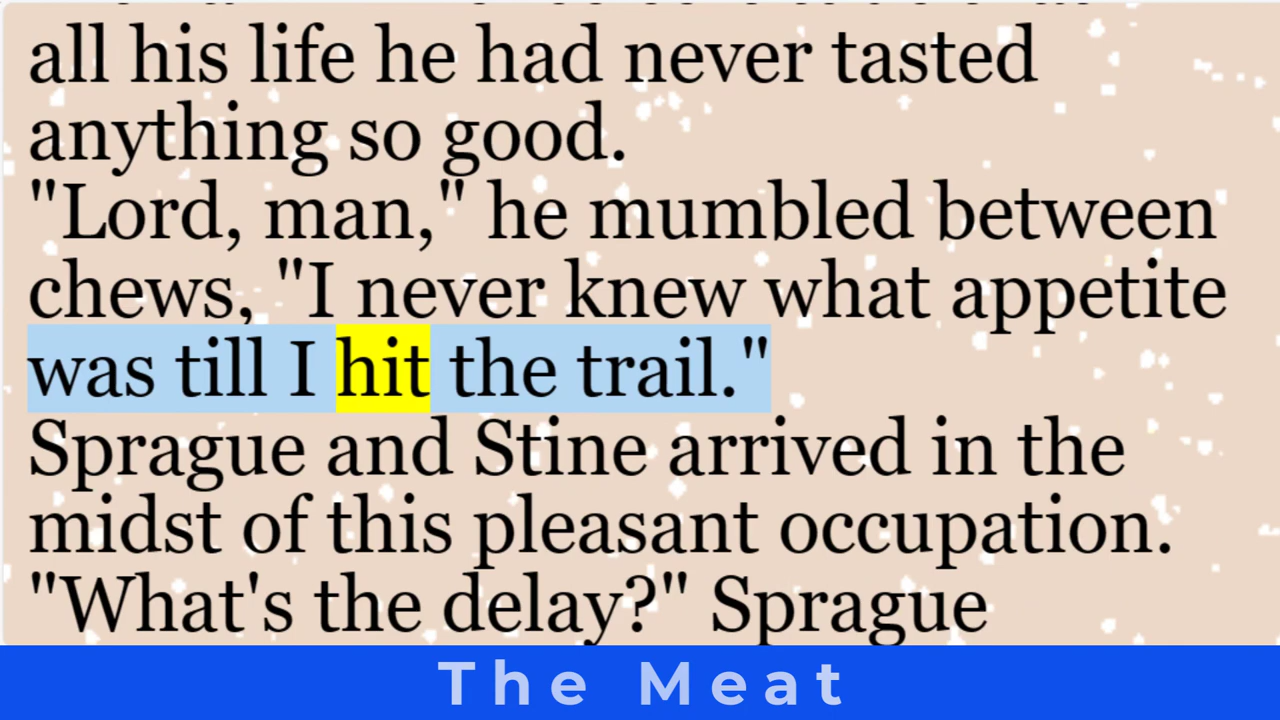 all his life he had never tasted
anything so good.
"Lord, man," he mumbled between
chews, "I never knew what appetite
was till I hit the trail."
Sprague and Stine arrived in the
midst of this pleasant occupation.
"What's the delay?" Sprague
The Meat